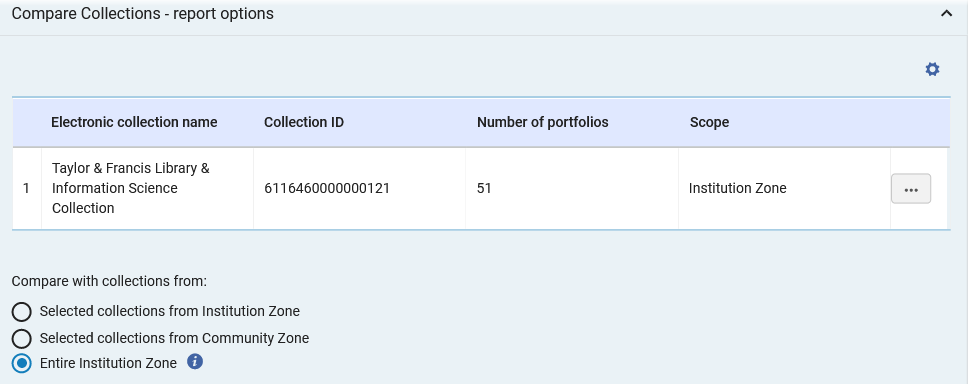 Compare Collections - report options
Electronic collection name Collection ID Number of portfolios Scope
1 Taylor & Francis Library & Information Science Collection 6116460000000121 51 Institution Zone ...
Compare with collections from:
Selected collections from Institution Zone
Selected collections from Community Zone
Entire Institution Zone i